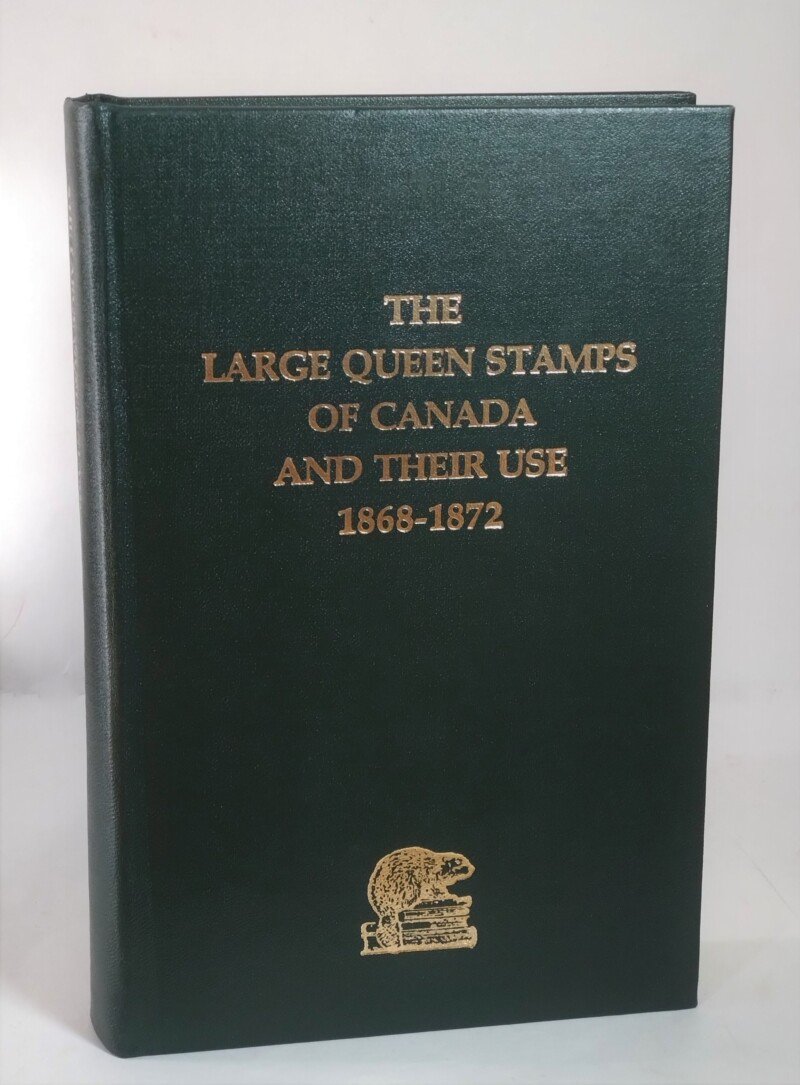 THE
LARGE QUEEN STAMPS
OF CANADA
AND THEIR USE
1868-1872